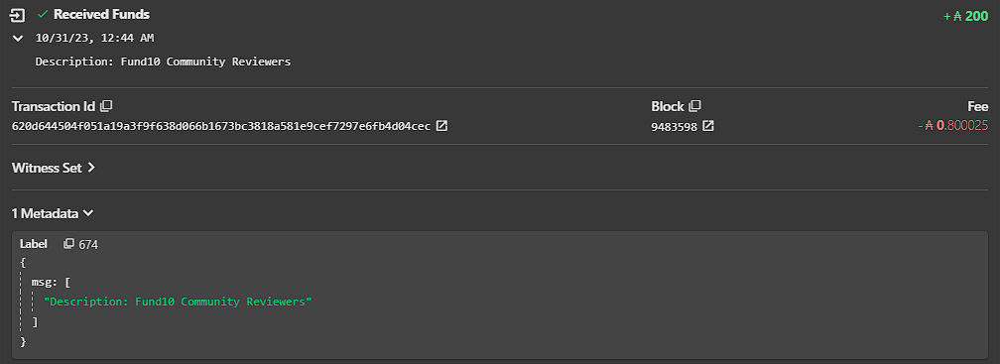 Received Funds
+₳ 200
10/31/23, 12:44 AM
Description: Fund10 Community Reviewers
Transaction Id
Block
Fee
620d644504f051a19a3f9f638d066b1673bc3818a581e9cef7297e6fb4d04cec
9483598
-₳ 0.800025
Witness Set
1 Metadata
Label 674
{
msg: [
"Description: Fund10 Community Reviewers"
]
}